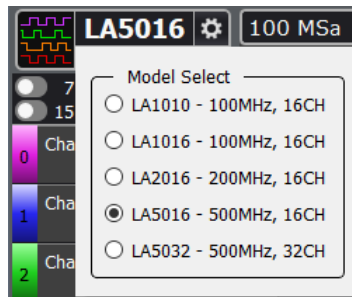 LA5016 100 MSa
Model Select
7
LA1010 - 100MHz, 16CH
15
LA1016 - 100MHz, 16CH
0 Cha
LA2016 - 200MHz, 16CH
1 Cha
LA5016 - 500MHz, 16CH
LA5032 - 500MHz, 32CH
2 Cha